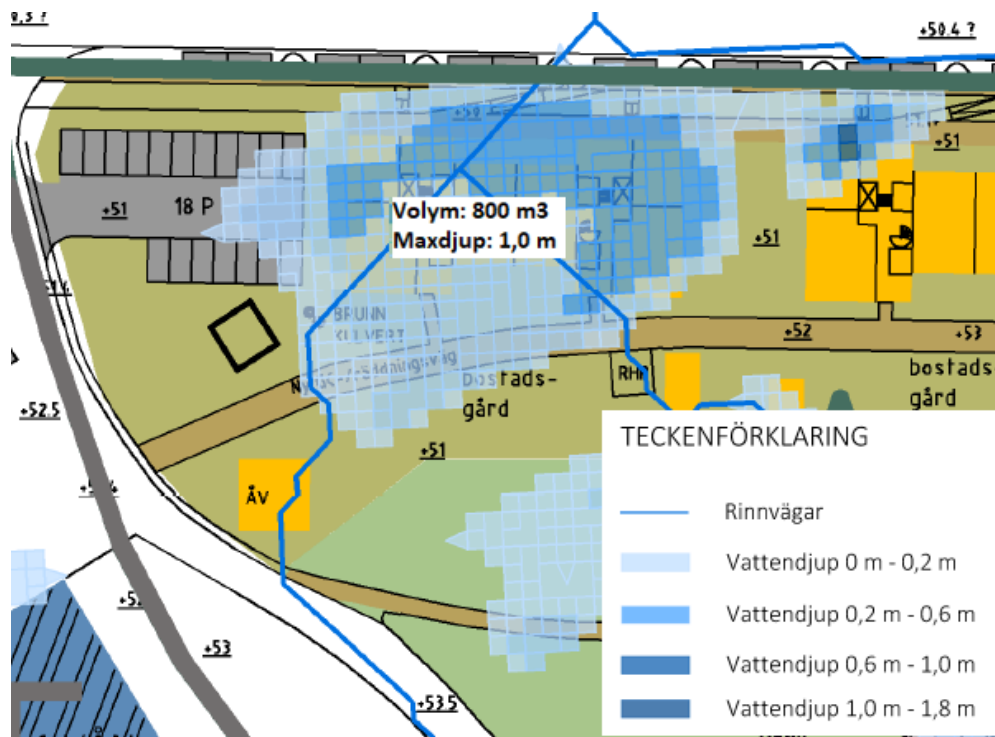 +50.4 ?
+51
+51
18 P
Volym: 800 m3
Maxdjup: 1,0 m
+51
BRUNN
KULVERT
+52
+53
RHP
bostads-
gård
bostads-
gård
+52.5
+51
ÅV
+53
+53.5
TECKENFÖRKLARING
Rinnvägar
Vattendjup 0 m - 0,2 m
Vattendjup 0,2 m - 0,6 m
Vattendjup 0,6 m - 1,0 m
Vattendjup 1,0 m - 1,8 m